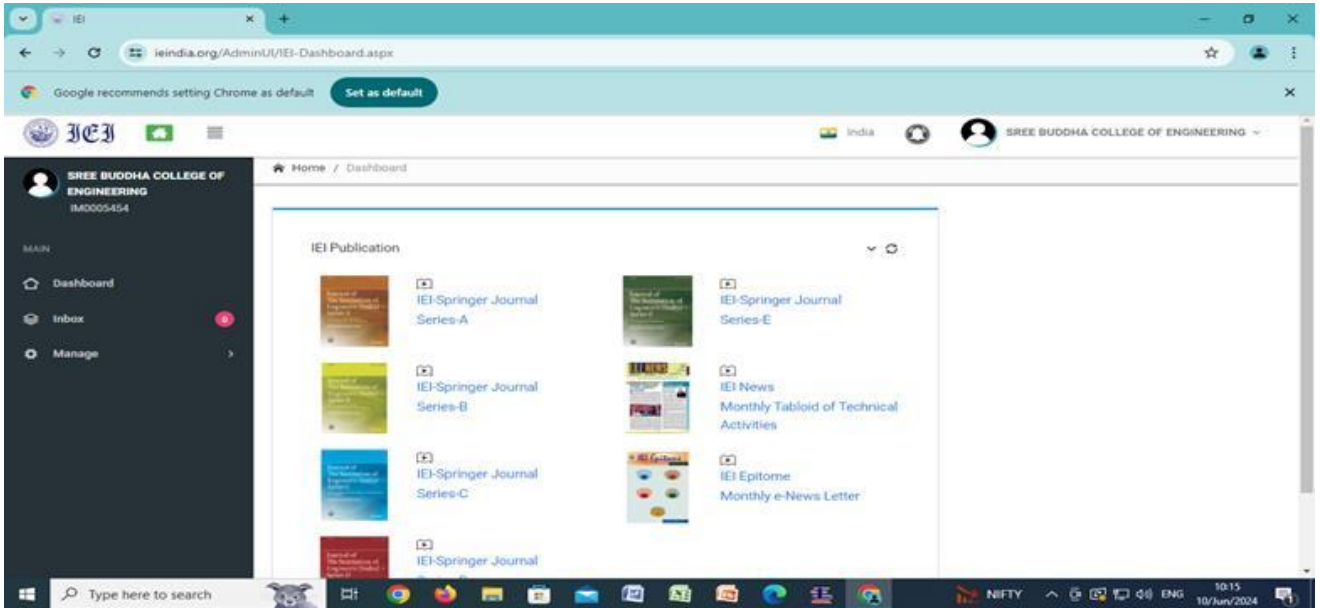 IEI
ieindia.org/AdminUI/IEI-Dashboard.aspx
Google recommends setting Chrome as default
Set as default
IEI
India
SREE BUDDHA COLLEGE OF ENGINEERING
SREE BUDDHA COLLEGE OF
ENGINEERING
IM0005454
Home / Dashboard
MAIN
Dashboard
Inbox
0
Manage
IEI Publication
IEI-Springer Journal
Series-A
IEI-Springer Journal
Series-E
IEI-Springer Journal
Series-B
IEI News
Monthly Tabloid of Technical
Activities
IEI-Springer Journal
Series-C
IEI Epitome
IEI Epitome
Monthly e-News Letter
IEI-Springer Journal
Type here to search
NIFTY
ENG
10:15
10/Jun/2024